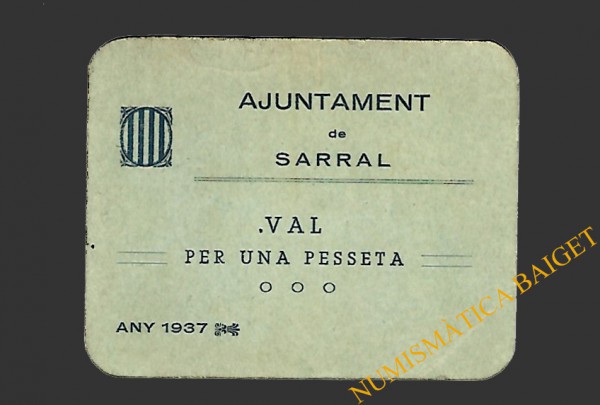 AJUNTAMENT
de
SARRAL
.VAL
PER UNA PESSETA
ANY 1937
NUMISMÀTICA BAIGET